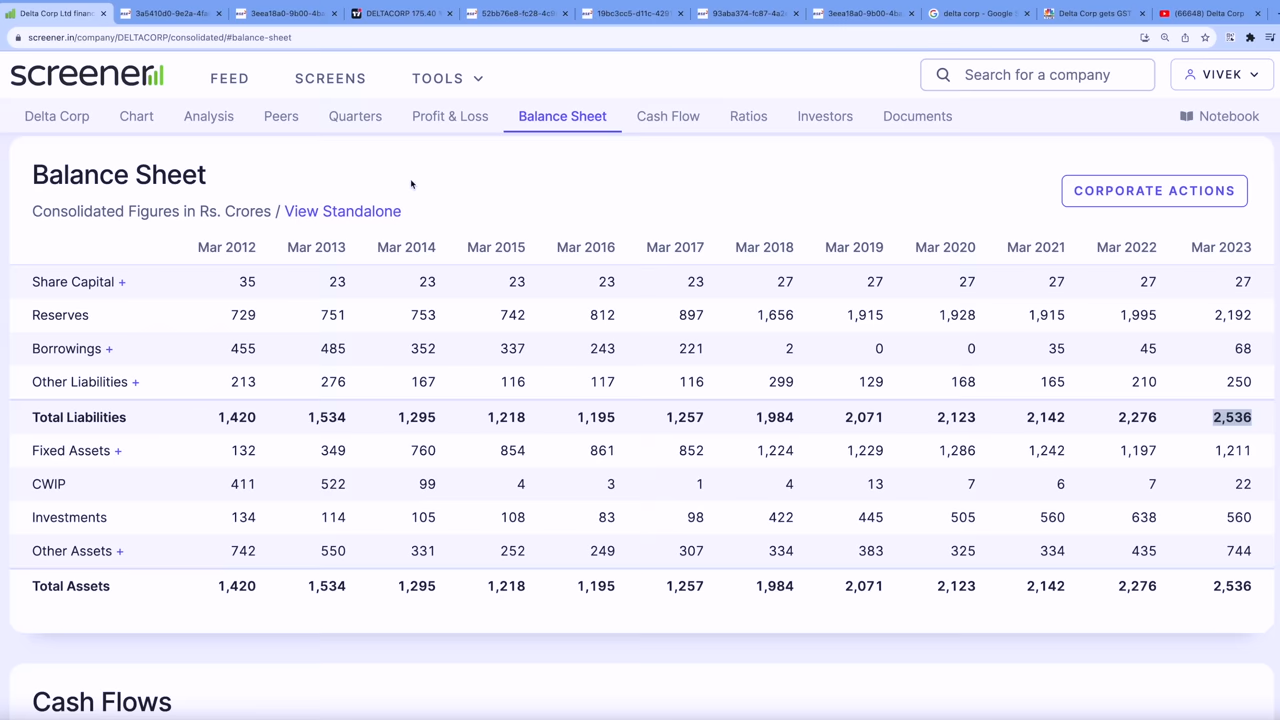 Delta Corp Ltd financ
3a5410d0-9e2a-4fa
3eea18a0-9b00-4b
DELTACORP 175.40
52bb76e8-fc28-4c9
19bc3cc5-d11c-428
93aba374-fc87-4a2
3eea18a0-9b00-4b
delta corp - Google S
Delta Corp gets GST
(66648) Delta Corp
screener.in/company/DELTACORP/consolidated/#balance-sheet
screener FEED SCREENS TOOLS Search for a company VIVEK
Delta Corp Chart Analysis Peers Quarters Profit & Loss Balance Sheet Cash Flow Ratios Investors Documents Notebook
Balance Sheet
CORPORATE ACTIONS
Consolidated Figures in Rs. Crores / View Standalone
Mar 2012 Mar 2013 Mar 2014 Mar 2015 Mar 2016 Mar 2017 Mar 2018 Mar 2019 Mar 2020 Mar 2021 Mar 2022 Mar 2023
Share Capital + 35 23 23 23 23 23 27 27 27 27 27 27
Reserves 729 751 753 742 812 897 1,656 1,915 1,928 1,915 1,995 2,192
Borrowings + 455 485 352 337 243 221 2 0 0 35 45 68
Other Liabilities + 213 276 167 116 117 116 299 129 168 165 210 250
Total Liabilities 1,420 1,534 1,295 1,218 1,195 1,257 1,984 2,071 2,123 2,142 2,276 2,536
Fixed Assets + 132 349 760 854 861 852 1,224 1,229 1,286 1,242 1,197 1,211
CWIP 411 522 99 4 3 1 4 13 7 6 7 22
Investments 134 114 105 108 83 98 422 445 505 560 638 560
Other Assets + 742 550 331 252 249 307 334 383 325 334 435 744
Total Assets 1,420 1,534 1,295 1,218 1,195 1,257 1,984 2,071 2,123 2,142 2,276 2,536
Cash Flows